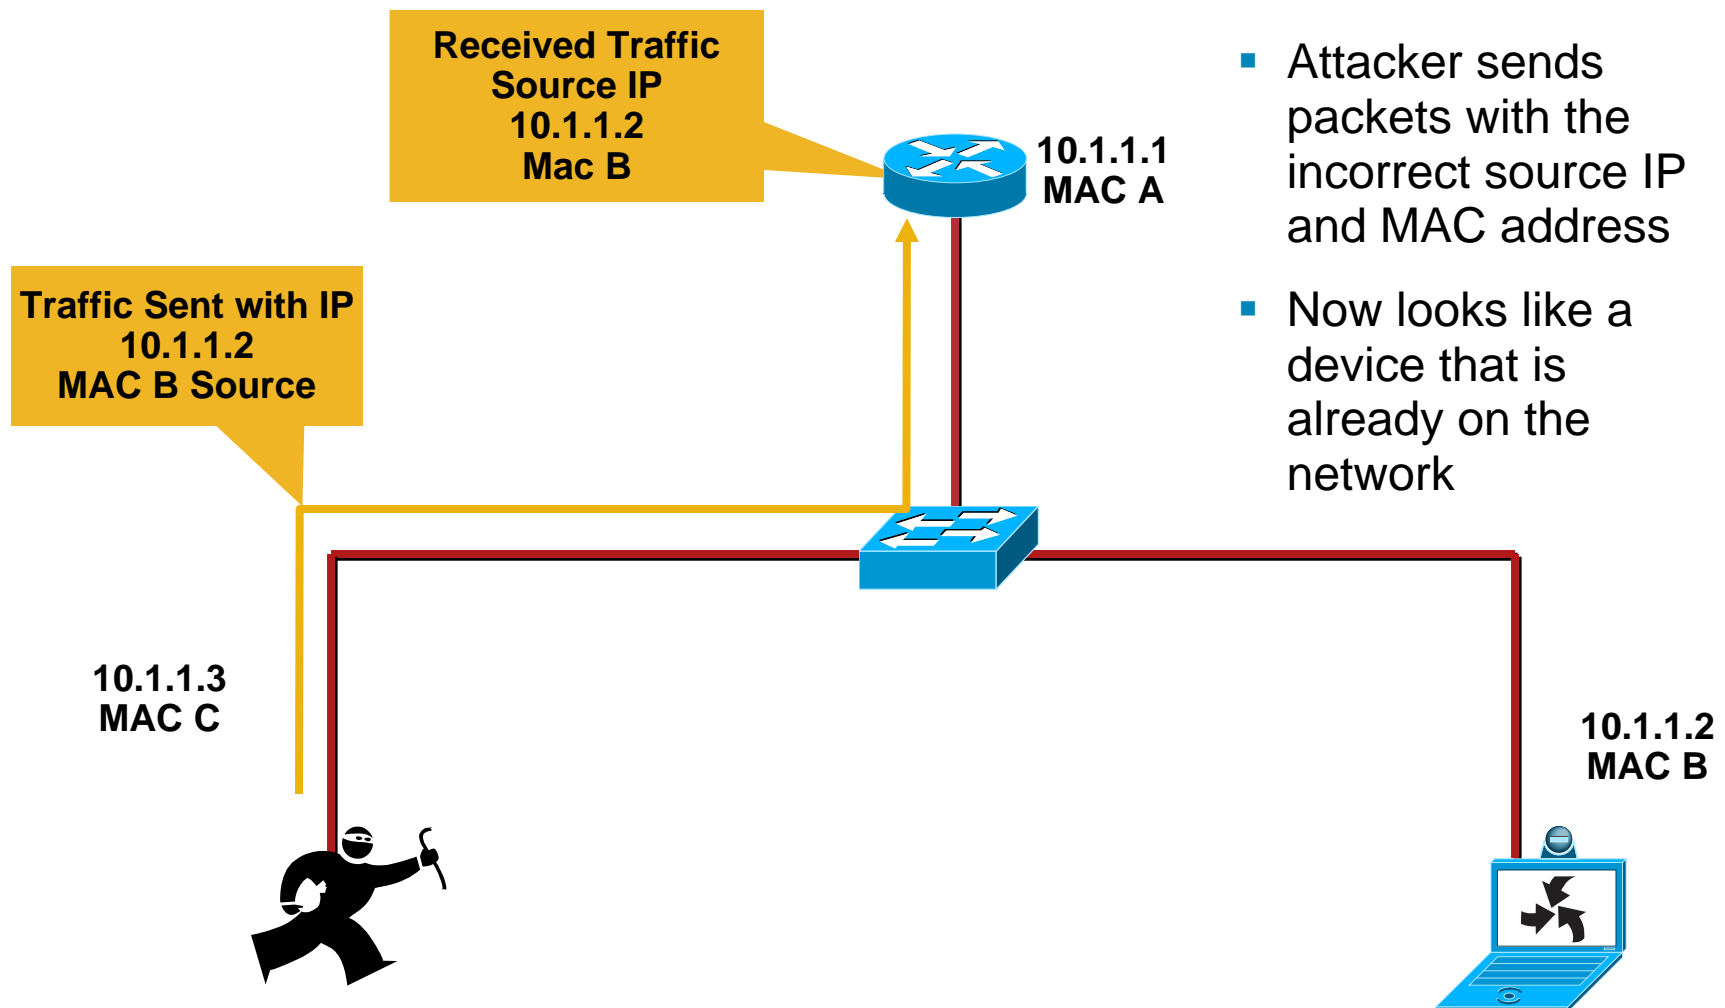 Received Traffic
Source IP
10.1.1.2
Mac B
10.1.1.1
MAC A
Attacker sends
packets with the
incorrect source IP
and MAC address
Now looks like a
device that is
already on the
network
Traffic Sent with IP
10.1.1.2
MAC B Source
10.1.1.3
MAC C
10.1.1.2
MAC B